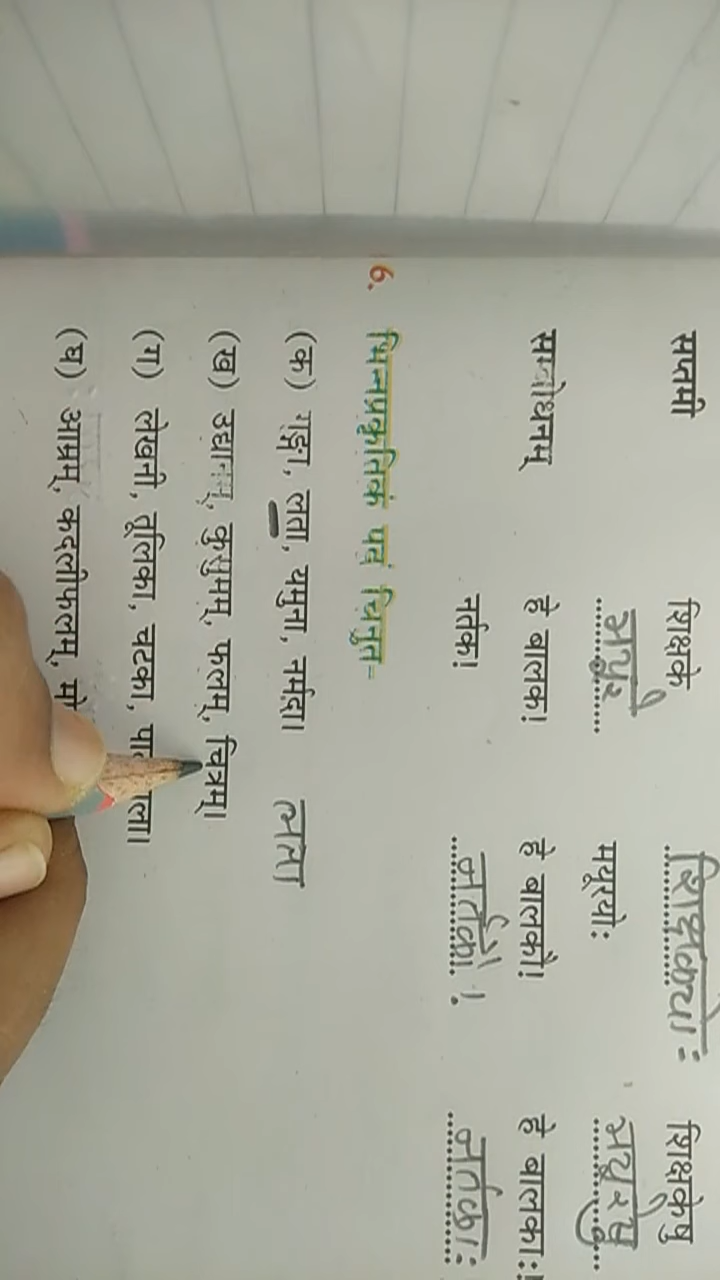 सप्तमी शिक्षके शिक्षकयोः शिक्षकेषु
मयूरे मयूरयोः मयूरेषु
सम्बोधनम् हे बालक! हे बालकौ! हे बालकाः!
नर्तक! नर्तकौ! नर्तकाः!
6. भिन्नप्रकृतिकं पदं चिनुत-
(क) गङ्गा, लता, यमुना, नर्मदा। लता
(ख) उद्यानम्, कुसुमम्, फलम्, चित्रम्।
(ग) लेखनी, तूलिका, चटका,
(घ) आम्रम्, कदलीफलम्,